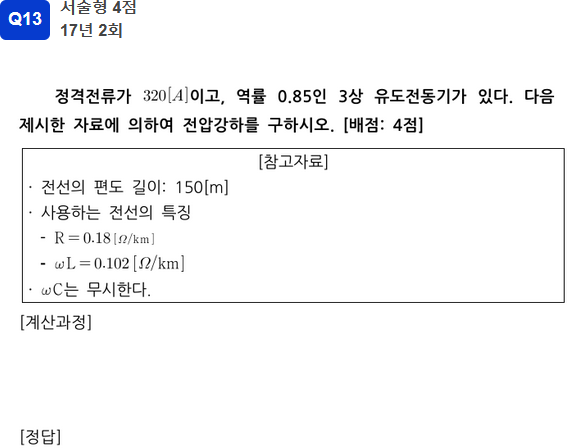 Q13
서술형 4점
17년 2회
정격전류가 320[A]이고, 역률 0.85인 3상 유도전동기가 있다. 다음
제시한 자료에 의하여 전압강하를 구하시오. [배점: 4점]
[참고자료]
· 전선의 편도 길이: 150[m]
· 사용하는 전선의 특징
- R=0.18[Ω/km]
- ωL=0.102[Ω/km]
· ωC는 무시한다.
[계산과정]
[정답]